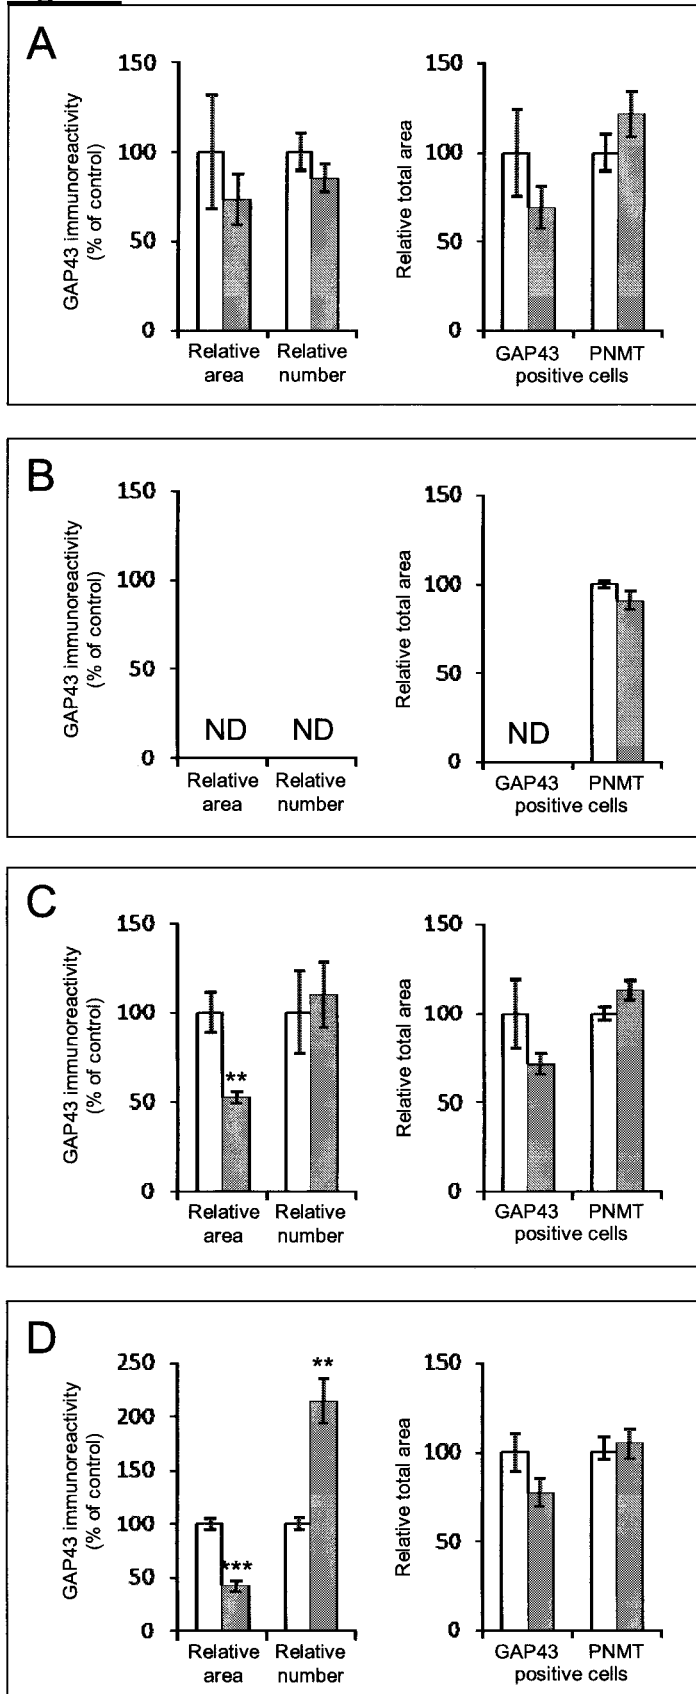 A
GAP43 immunoreactivity
(% of control)
150
100
50
0
Relative
area
Relative
number
Relative total area
150
100
50
0
GAP43
PNMT
positive cells
B
GAP43 immunoreactivity
(% of control)
150
100
50
0
ND
ND
Relative
area
Relative
number
Relative total area
150
100
50
0
ND
GAP43
PNMT
positive cells
C
GAP43 immunoreactivity
(% of control)
150
100
50
0
**
Relative
area
Relative
number
Relative total area
150
100
50
0
GAP43
PNMT
positive cells
D
GAP43 immunoreactivity
(% of control)
250
200
150
100
50
0
***
**
Relative
area
Relative
number
Relative total area
150
100
50
0
GAP43
PNMT
positive cells